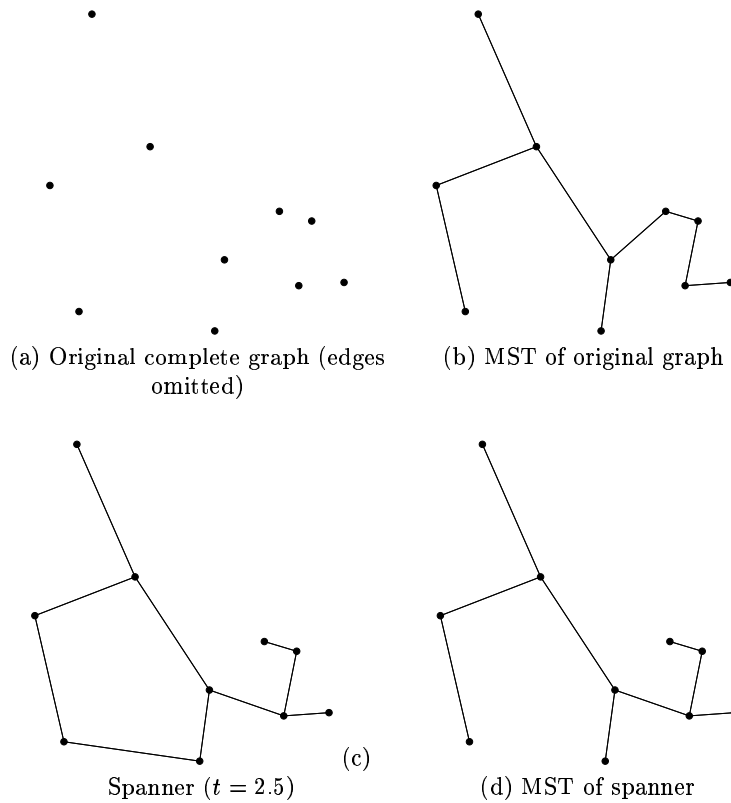 (a) Original complete graph (edges
omitted)
(b) MST of original graph
(c)
Spanner (t = 2.5)
(d) MST of spanner